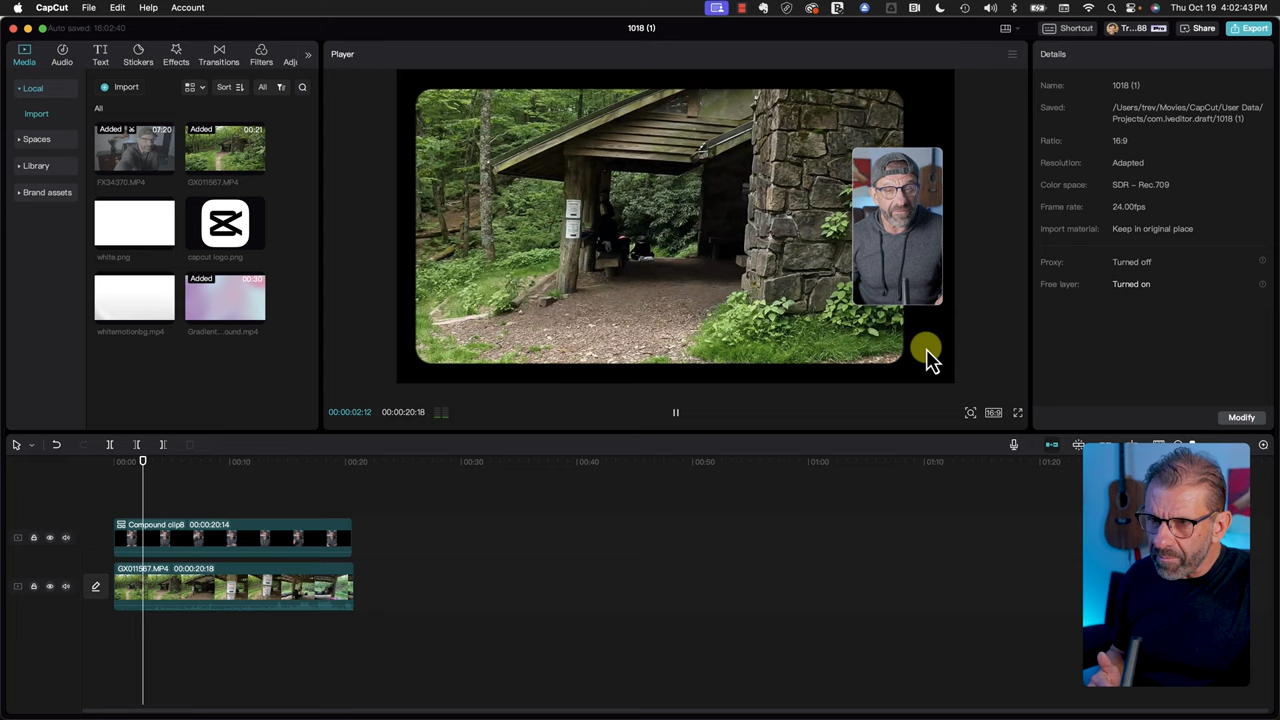 CapCut File Edit Help Account Thu Oct 19 4:02:43 PM
Auto saved: 16:02:40 1018 (1) Shortcut Tr...88 Pro Share Export
Media Audio Text Stickers Effects Transitions Filters Adj
Player
Details
Local
Import Sort All
Import
All
Spaces
Library
Brand assets
Added 07:20 Added 00:21
FX34370.MP4 GX011567.MP4
white.png capcut logo.png
Added 00:30
whitemotionbg.mp4 Gradient...ound.mp4
Name: 1018 (1)
Saved: /Users/trev/Movies/CapCut/User Data/
Projects/com.lveditor.draft/1018 (1)
Ratio: 16:9
Resolution: Adapted
Color space: SDR - Rec.709
Frame rate: 24.00fps
Import material: Keep in original place
Proxy: Turned off
Free layer: Turned on
00:00:02:12 00:00:20:18 16:9
Modify
00:00 00:10 00:20 00:30 00:40 00:50 01:00 01:10 01:20
Compound clip8 00:00:20:14
GX011567.MP4 00:00:20:18